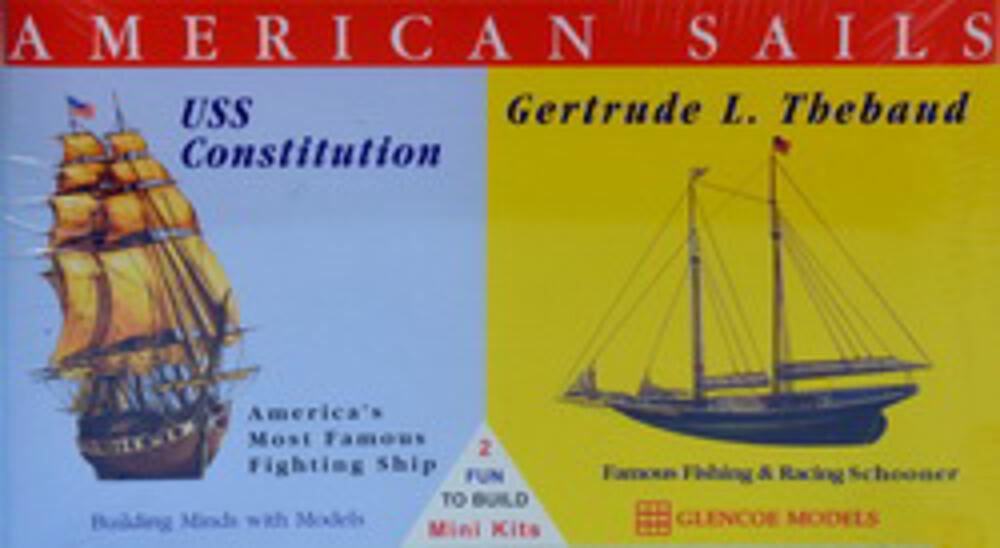 AMERICAN SAILS
USS
Constitution
Gertrude L. Thebaud
America's
Most Famous
Fighting Ship
Building Minds with Models
2
FUN
TO BUILD
Mini Kits
Famous Fishing & Racing Schooner
GLENCOE MODELS